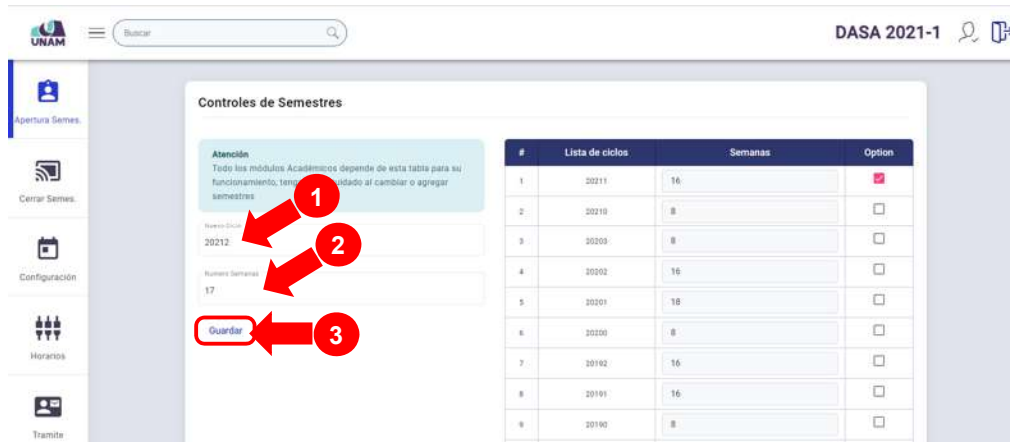 UNAM
Buscar
DASA 2021-1
Apertura Semes.
Cerrar Semes.
Configuración
Horarios
Tramite
Controles de Semestres
Atención
Todo los módulos Académicos depende de esta tabla para su
funcionamiento, cuidado al cambiar o agregar
semestres
1
Nuevo Ciclo
20212
2
Numero Semanas
17
Guardar
3
# Lista de ciclos Semanas Option
1 20211 16
2 20210 8
3 20203 8
4 20202 16
5 20201 18
6 20200 8
7 20192 16
8 20191 16
9 20190 8